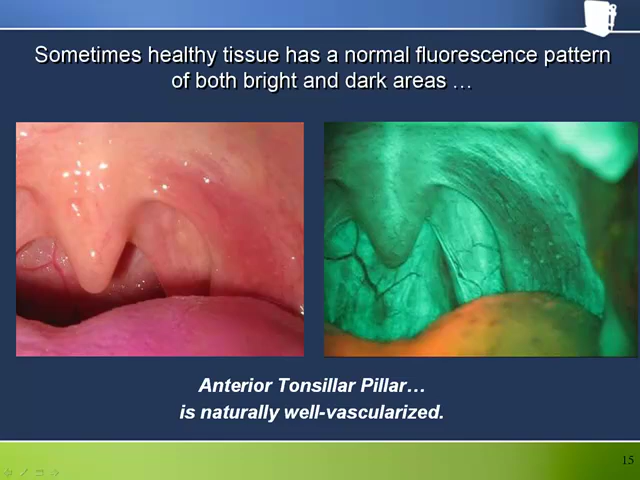 Sometimes healthy tissue has a normal fluorescence pattern
of both bright and dark areas …
Anterior Tonsillar Pillar…
is naturally well-vascularized.
15